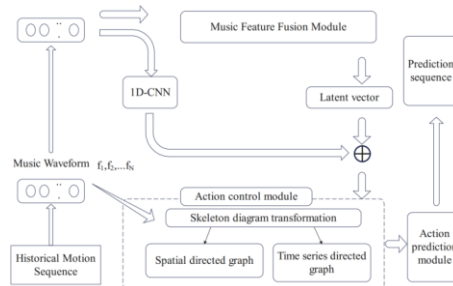 Music Feature Fusion Module
Prediction
sequence
1D-CNN
Latent vector
Music Waveform f1,f2,...fN
Action control module
Skeleton diagram transformation
Historical Motion
Sequence
Spatial directed graph
Time series directed
graph
Action
prediction
module